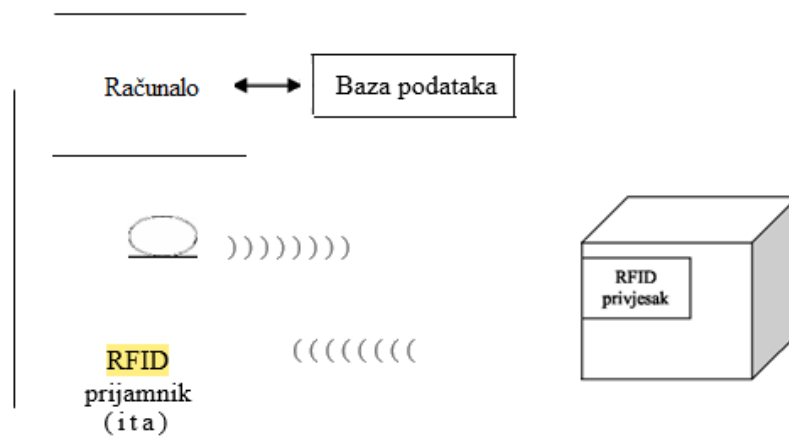 Računalo
Baza podataka
))))))))
RFID
privjesak
((((((((
RFID
prijamnik
(ita)